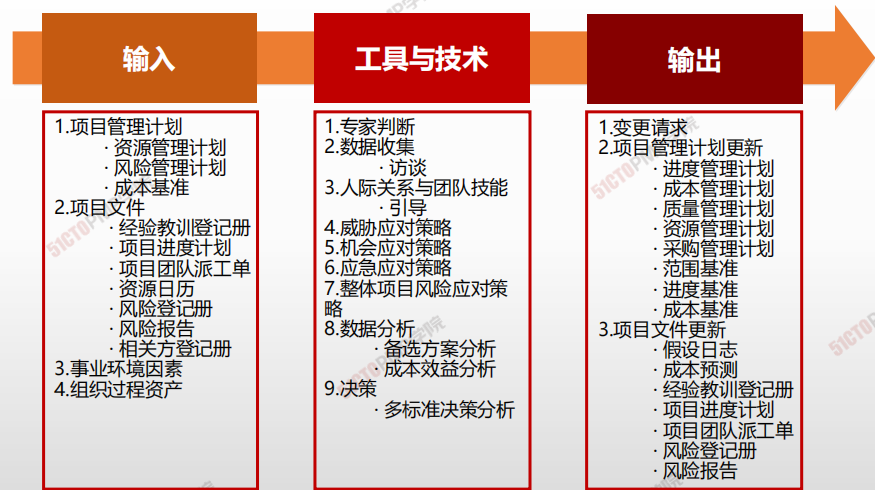 输入
1.项目管理计划
· 资源管理计划
· 风险管理计划
· 成本基准
2.项目文件
· 经验教训登记册
· 项目进度计划
· 项目团队派工单
· 资源日历
· 风险登记册
· 风险报告
· 相关方登记册
3.事业环境因素
4.组织过程资产
工具与技术
1.专家判断
2.数据收集
· 访谈
3.人际关系与团队技能
· 引导
4.威胁应对策略
5.机会应对策略
6.应急应对策略
7.整体项目风险应对策
略
8.数据分析
· 备选方案分析
· 成本效益分析
9.决策
· 多标准决策分析
输出
1.变更请求
2.项目管理计划更新
· 进度管理计划
· 成本管理计划
· 质量管理计划
· 资源管理计划
· 采购管理计划
· 范围基准
· 进度基准
· 成本基准
3.项目文件更新
· 假设日志
· 成本预测
· 经验教训登记册
· 项目进度计划
· 项目团队派工单
· 风险登记册
· 风险报告